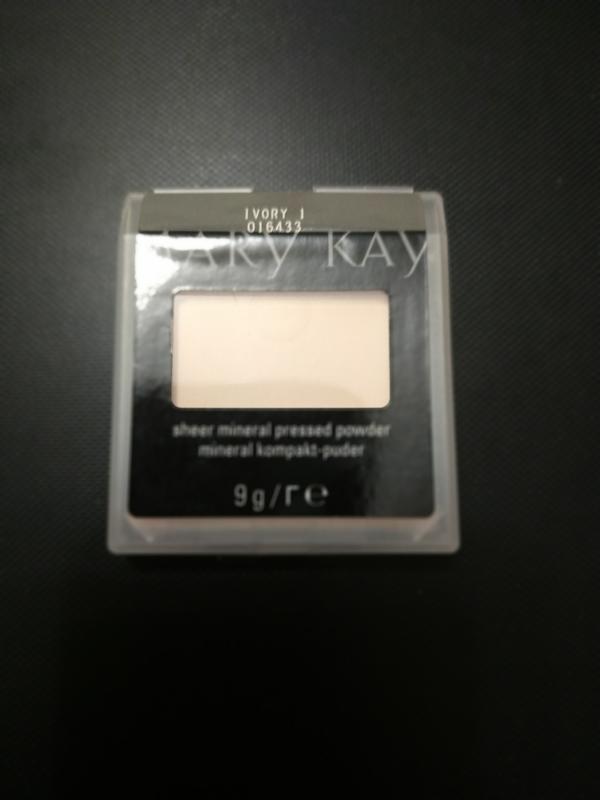 IVORY 1
016433
MARY KAY
sheer mineral pressed powder
mineral kompakt-puder
9g/г ℮